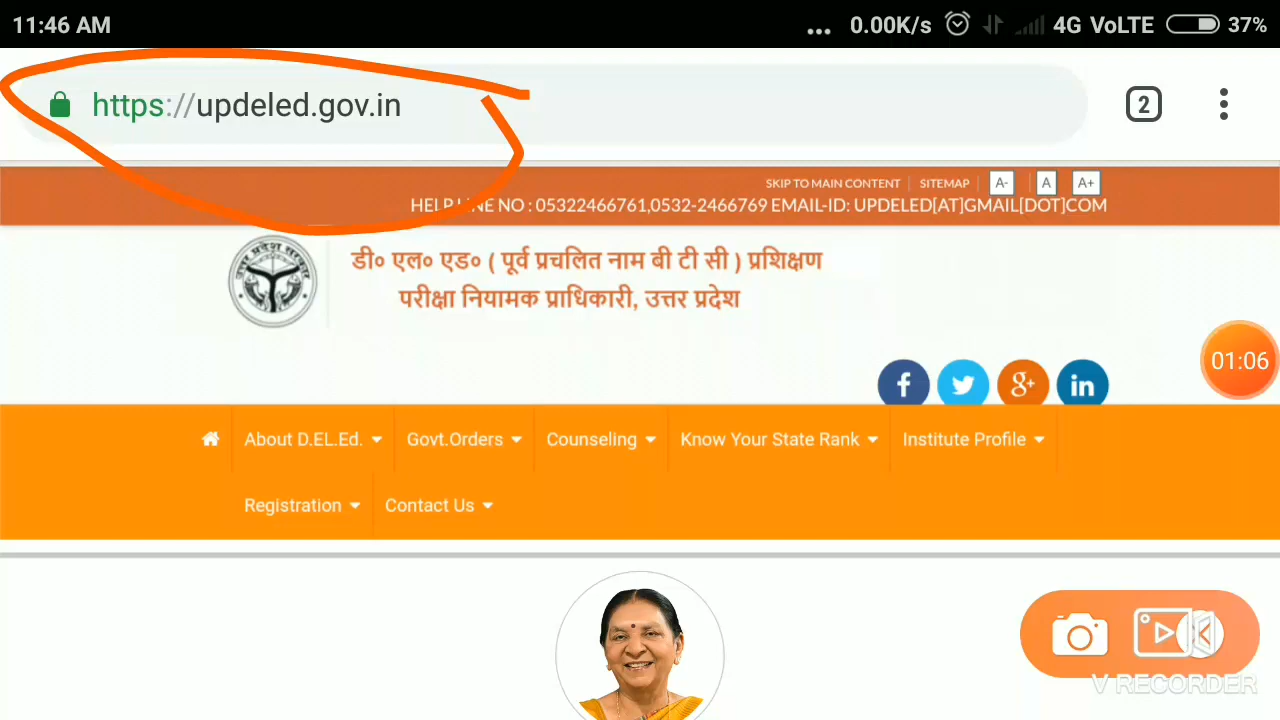 11:46 AM
... 0.00K/s 4G VoLTE 37%
https://updeled.gov.in
2
SKIP TO MAIN CONTENT SITEMAP A- A A+
HELP LINE NO : 05322466761,0532-2466769 EMAIL-ID: UPDELED[AT]GMAIL[DOT]COM
डी० एल० एड० ( पूर्व प्रचलित नाम बी टी सी ) प्रशिक्षण
परीक्षा नियामक प्राधिकारी, उत्तर प्रदेश
01:06
About D.EL.Ed. Govt.Orders Counseling Know Your State Rank Institute Profile
Registration Contact Us
V RECORDER